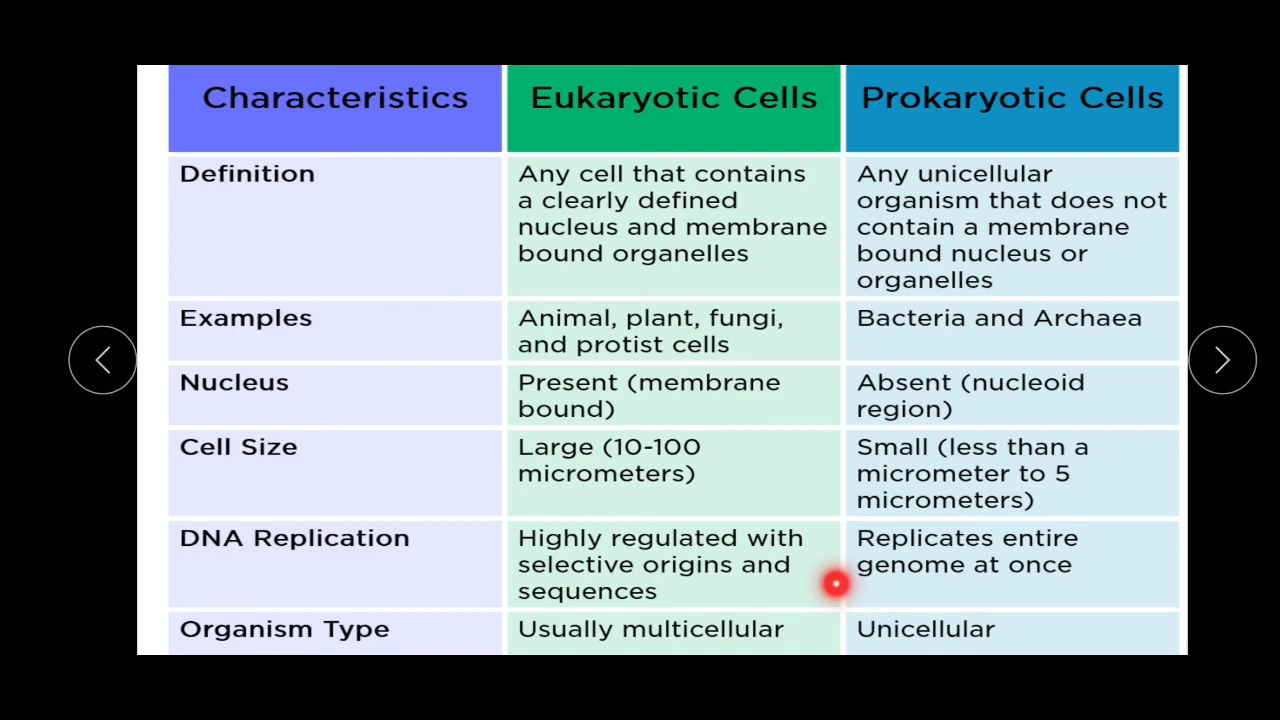 Characteristics
Eukaryotic Cells
Prokaryotic Cells
Definition
Any cell that contains
a clearly defined
nucleus and membrane
bound organelles
Any unicellular
organism that does not
contain a membrane
bound nucleus or
organelles
Examples
Animal, plant, fungi,
and protist cells
Bacteria and Archaea
Nucleus
Present (membrane
bound)
Absent (nucleoid
region)
Cell Size
Large (10-100
micrometers)
Small (less than a
micrometer to 5
micrometers)
DNA Replication
Highly regulated with
selective origins and
sequences
Replicates entire
genome at once
Organism Type
Usually multicellular
Unicellular